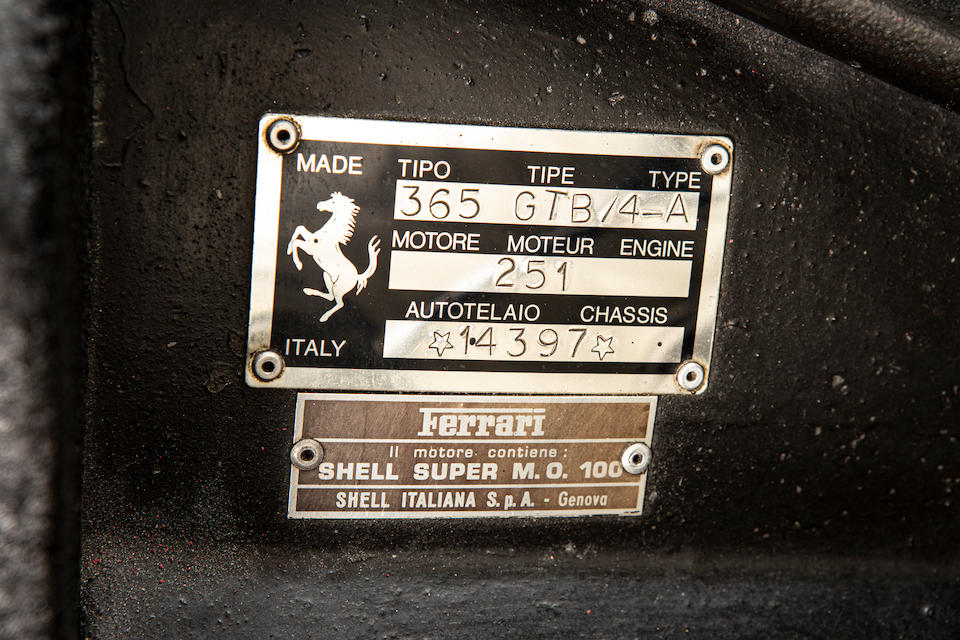 MADE TIPO TIPE TYPE
365 GTB/4-A
MOTORE MOTEUR ENGINE
251
AUTOTELAIO CHASSIS
☆14397☆
ITALY
Ferrari
Il motore contiene:
SHELL SUPER M.O. 100
SHELL ITALIANA S.p.A. - Genova